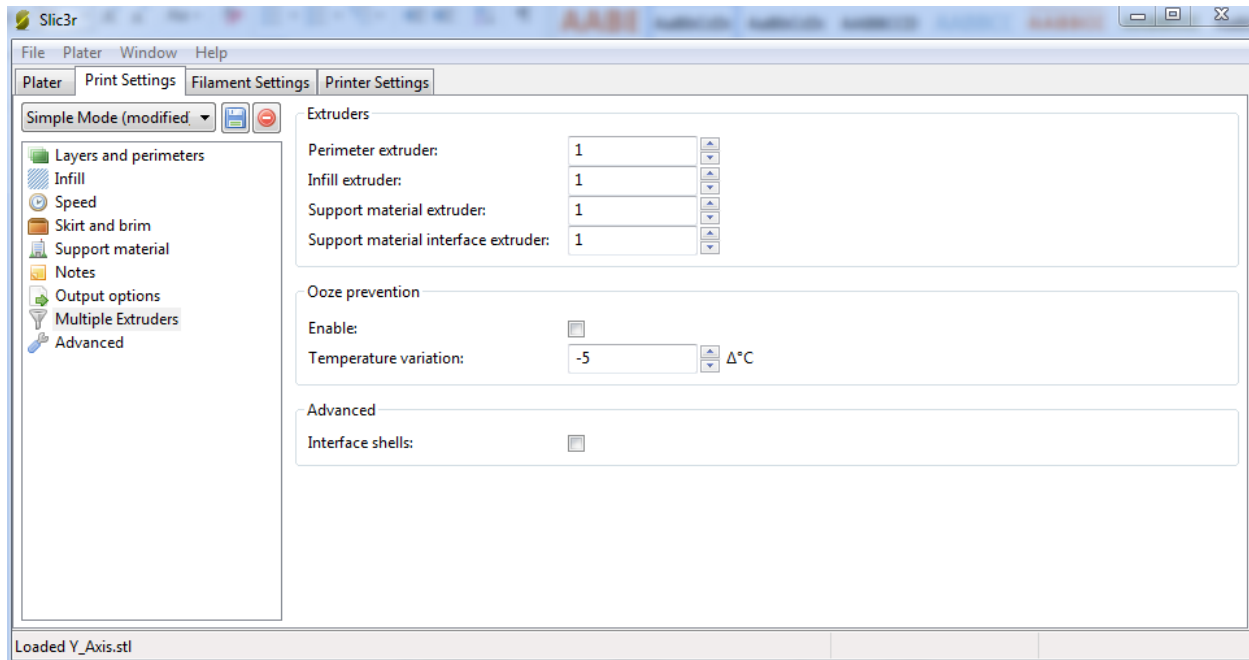 Slic3r
File Plater Window Help
Plater Print Settings Filament Settings Printer Settings
Simple Mode (modified)
Layers and perimeters
Infill
Speed
Skirt and brim
Support material
Notes
Output options
Multiple Extruders
Advanced
Extruders
Perimeter extruder: 1
Infill extruder: 1
Support material extruder: 1
Support material interface extruder: 1
Ooze prevention
Enable:
Temperature variation: -5 Δ°C
Advanced
Interface shells:
Loaded Y_Axis.stl